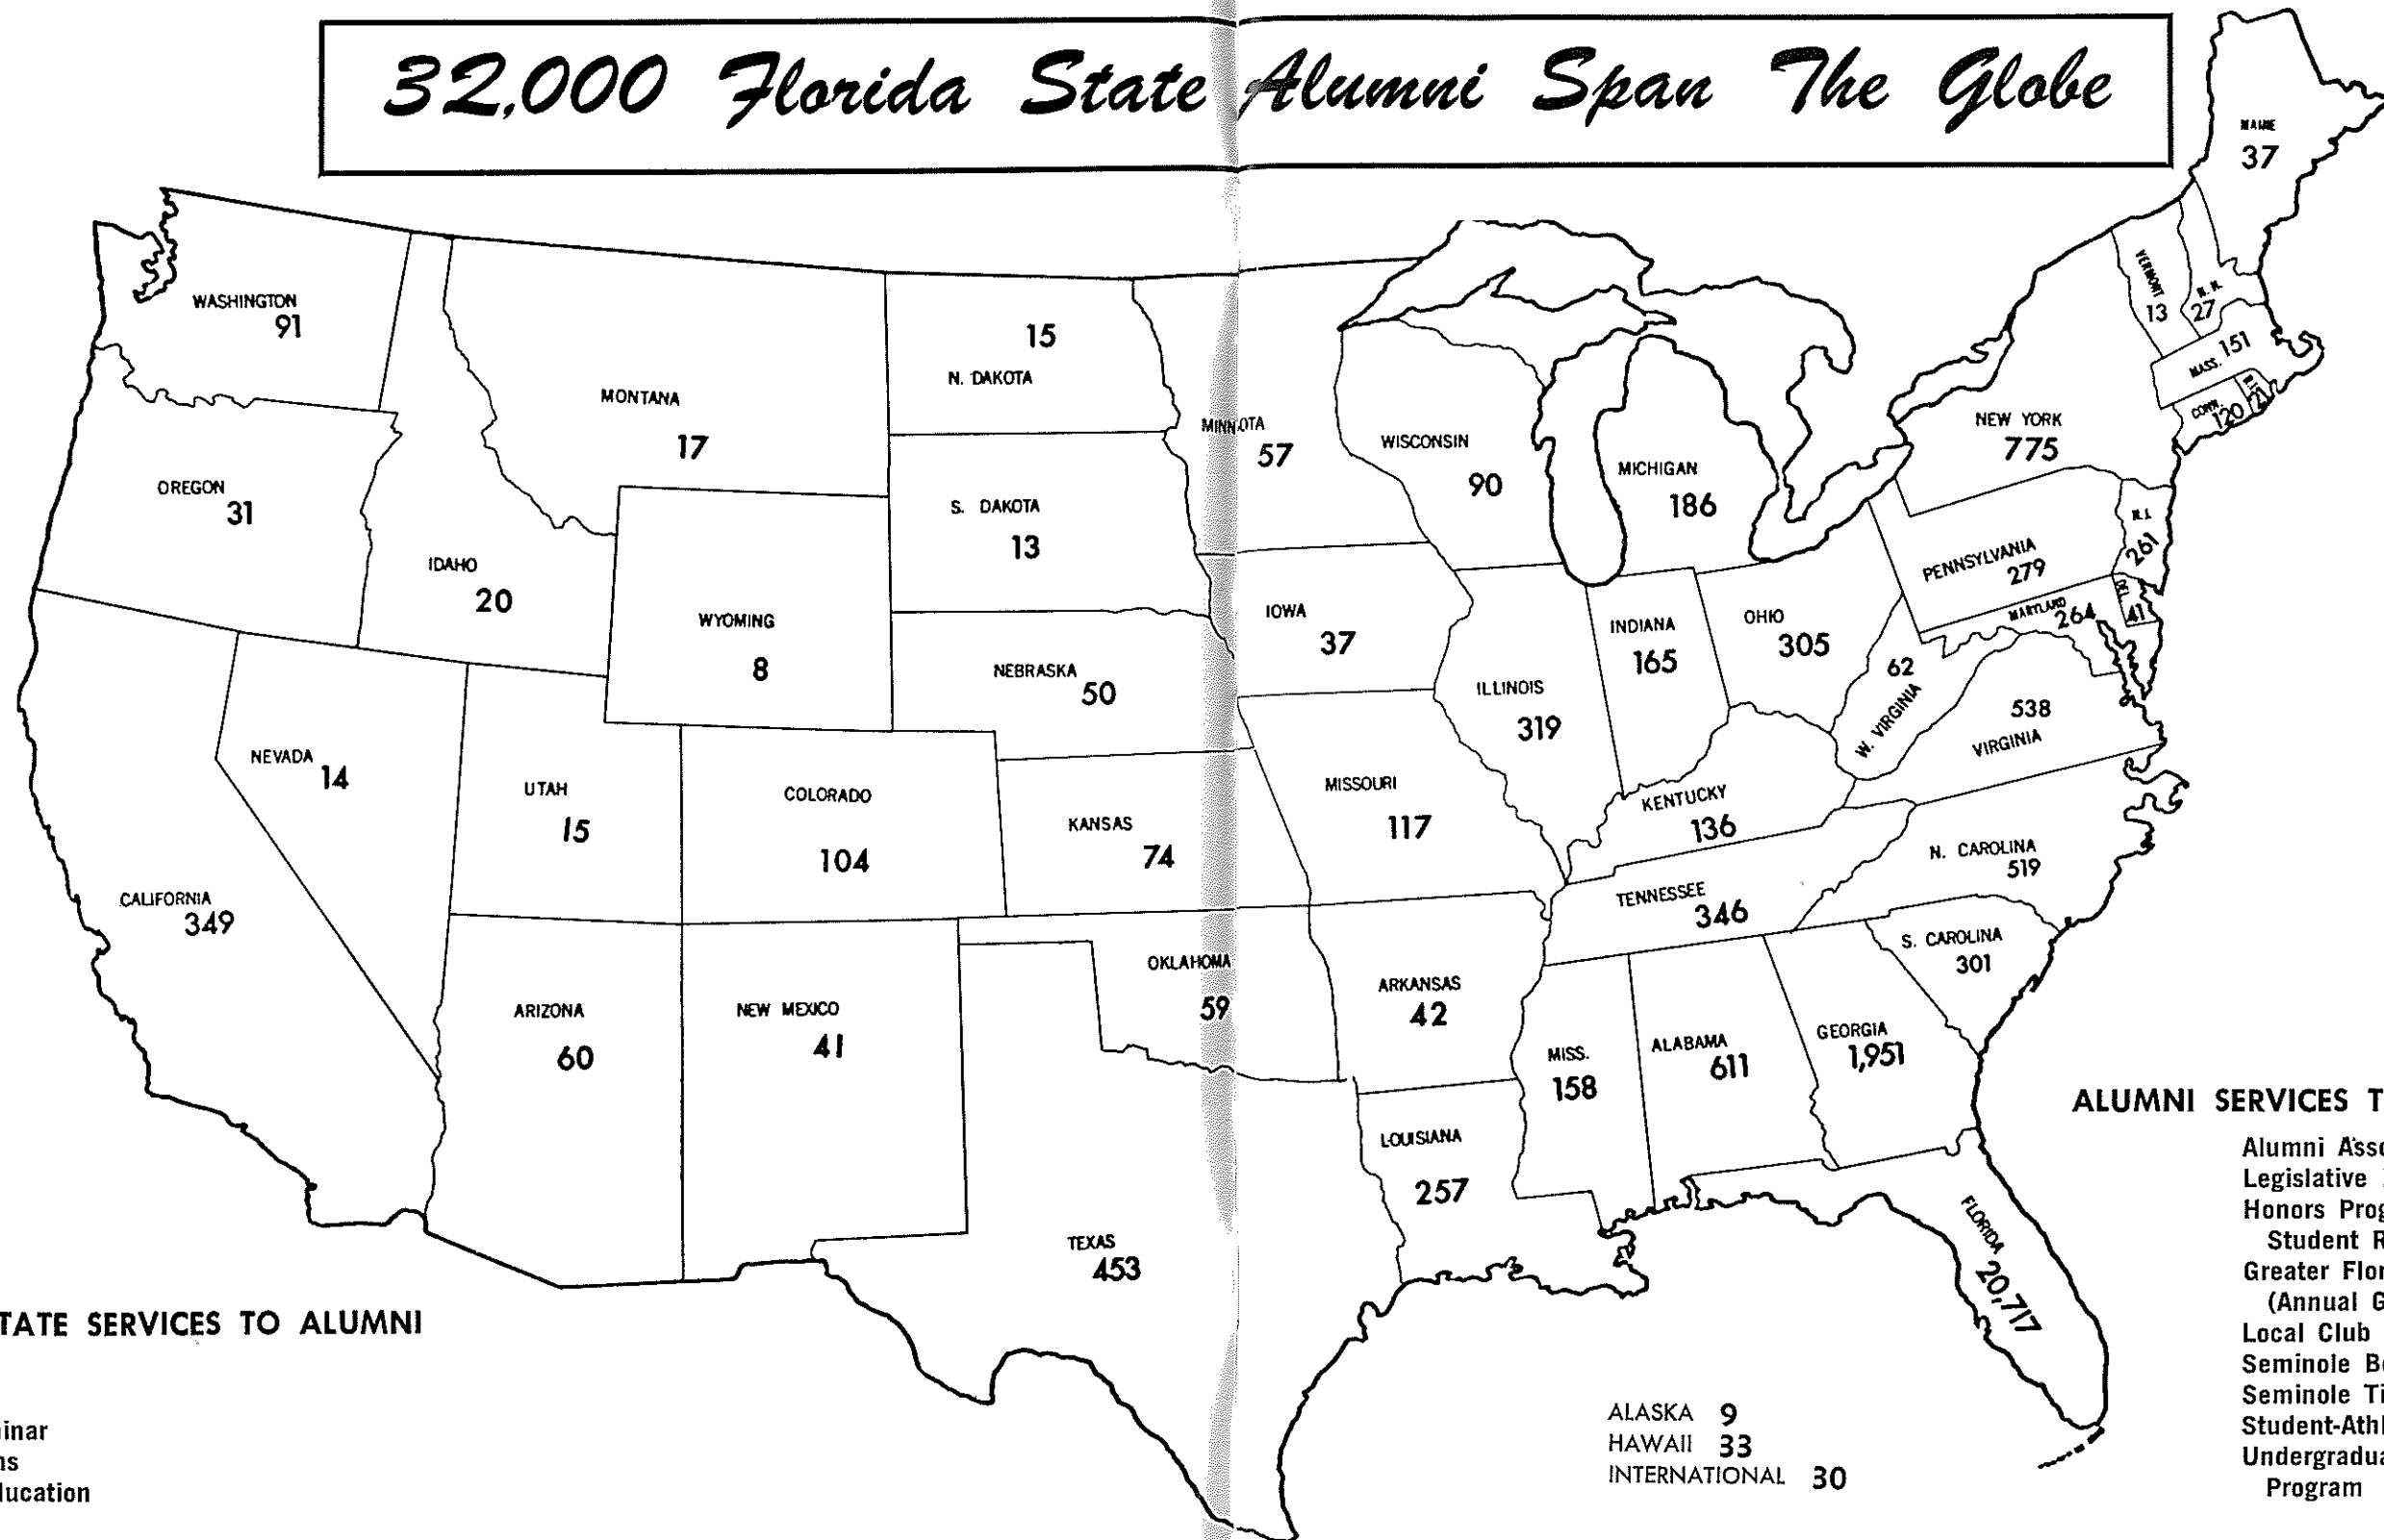 32,000 Florida State Alumni Span The Globe
MAINE
37
WASHINGTON
91
MONTANA
17
15
N. DAKOTA
MINN OTA
57
WISCONSIN
90
MICHIGAN
186
NEW YORK
775
VERMONT
13
N. H.
27
MASS. 151
CONN.
120
R.I.
21
OREGON
31
IDAHO
20
WYOMING
8
S. DAKOTA
13
NEBRASKA
50
IOWA
37
ILLINOIS
319
INDIANA
165
OHIO
305
PENNSYLVANIA
279
N.J.
261
MARYLAND
264
DEL.
41
62
W. VIRGINIA
538
VIRGINIA
NEVADA
14
UTAH
15
COLORADO
104
KANSAS
74
MISSOURI
117
KENTUCKY
136
N. CAROLINA
519
TENNESSEE
346
S. CAROLINA
301
CALIFORNIA
349
ARIZONA
60
NEW MEXICO
41
OKLAHOMA
59
ARKANSAS
42
MISS.
158
ALABAMA
611
GEORGIA
1,951
TEXAS
453
LOUISIANA
257
FLORIDA
20,717
ALASKA 9
HAWAII 33
INTERNATIONAL 30
TATE SERVICES TO ALUMNI
inar
ns
ducation
ALUMNI SERVICES T
Alumni Asso
Legislative
Honors Prog
Student R
Greater Flor
(Annual G
Local Club
Seminole Bo
Seminole Ti
Student-Athl
Undergradua
Program